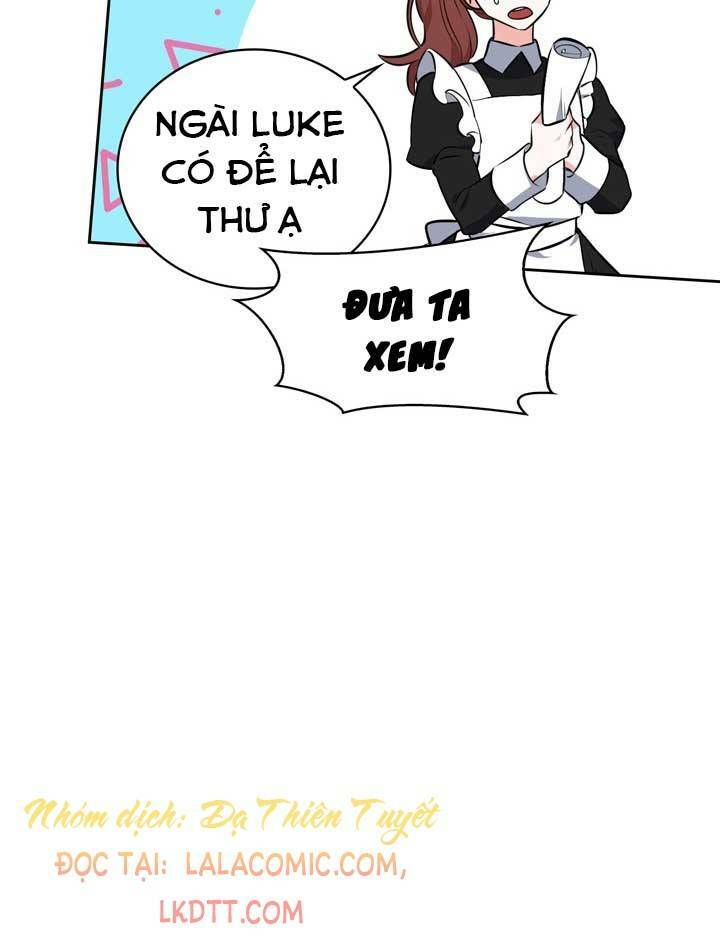 NGÀI LUKE
CÓ ĐỂ LẠI
THƯ Ạ
ĐƯA TA
XEM!
Nhóm dịch: Dạ Thiên Tuyết
ĐỌC TẠI: LALACOMIC.COM,
LKDTT.COM